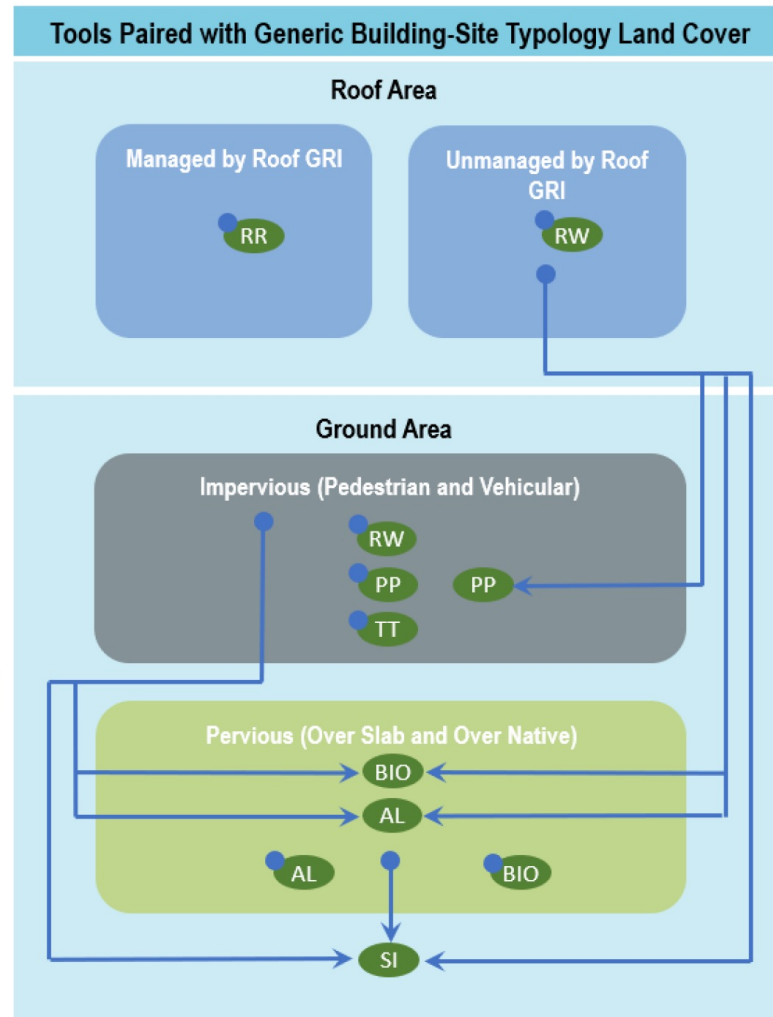 Tools Paired with Generic Building-Site Typology Land Cover
Roof Area
Managed by Roof GRI
Unmanaged by Roof
GRI
RR
RW
Ground Area
Impervious (Pedestrian and Vehicular)
RW
PP
PP
TT
Pervious (Over Slab and Over Native)
BIO
AL
AL
BIO
SI